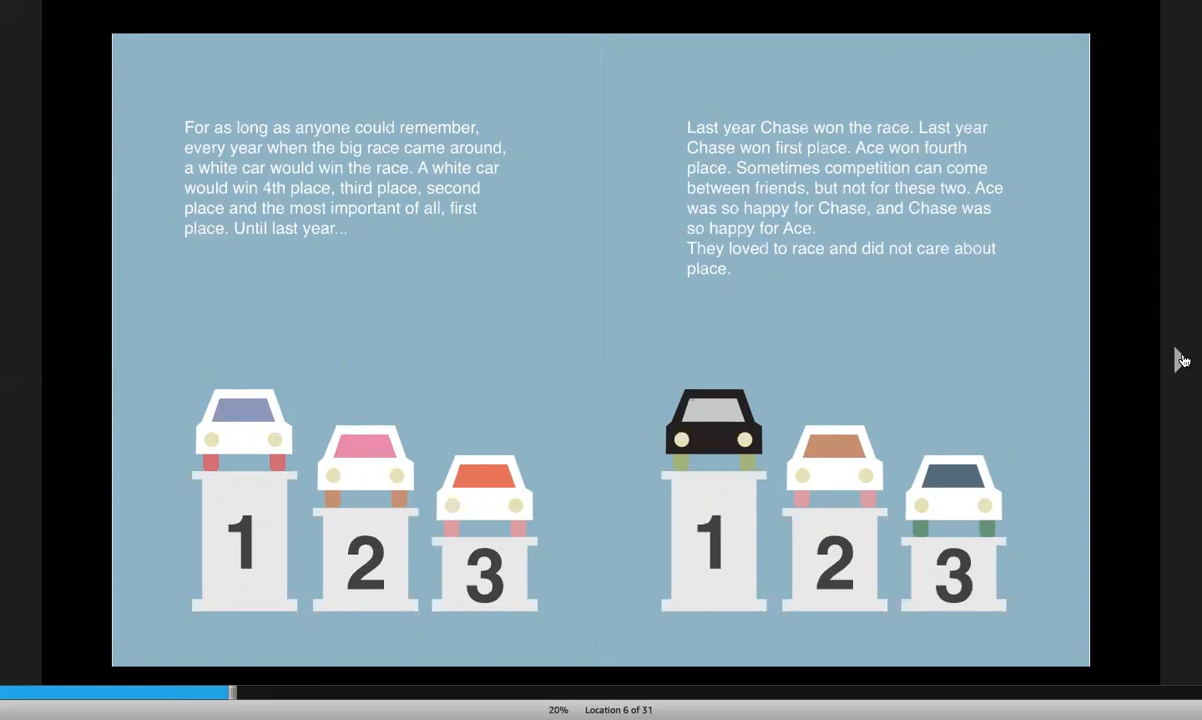 For as long as anyone could remember,
every year when the big race came around,
a white car would win the race. A white car
would win 4th place, third place, second
place and the most important of all, first
place. Until last year...
Last year Chase won the race. Last year
Chase won first place. Ace won fourth
place. Sometimes competition can come
between friends, but not for these two. Ace
was so happy for Chase, and Chase was
so happy for Ace.
They loved to race and did not care about
place.
1
2
3
1
2
3
20% Location 6 of 31